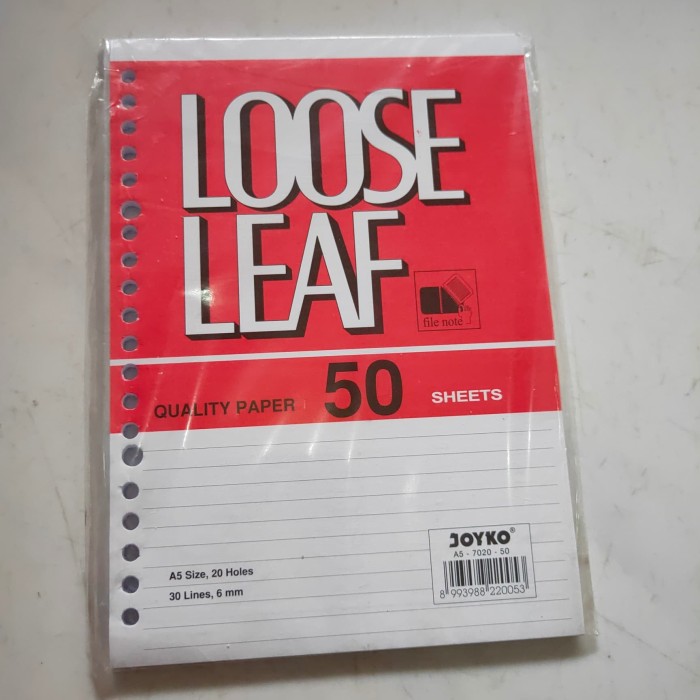 LOOSE
LEAF
file note
QUALITY PAPER 50 SHEETS
JOYKO®
A5 - 7020 - 50
8 993988 220053
A5 Size, 20 Holes
30 Lines, 6 mm